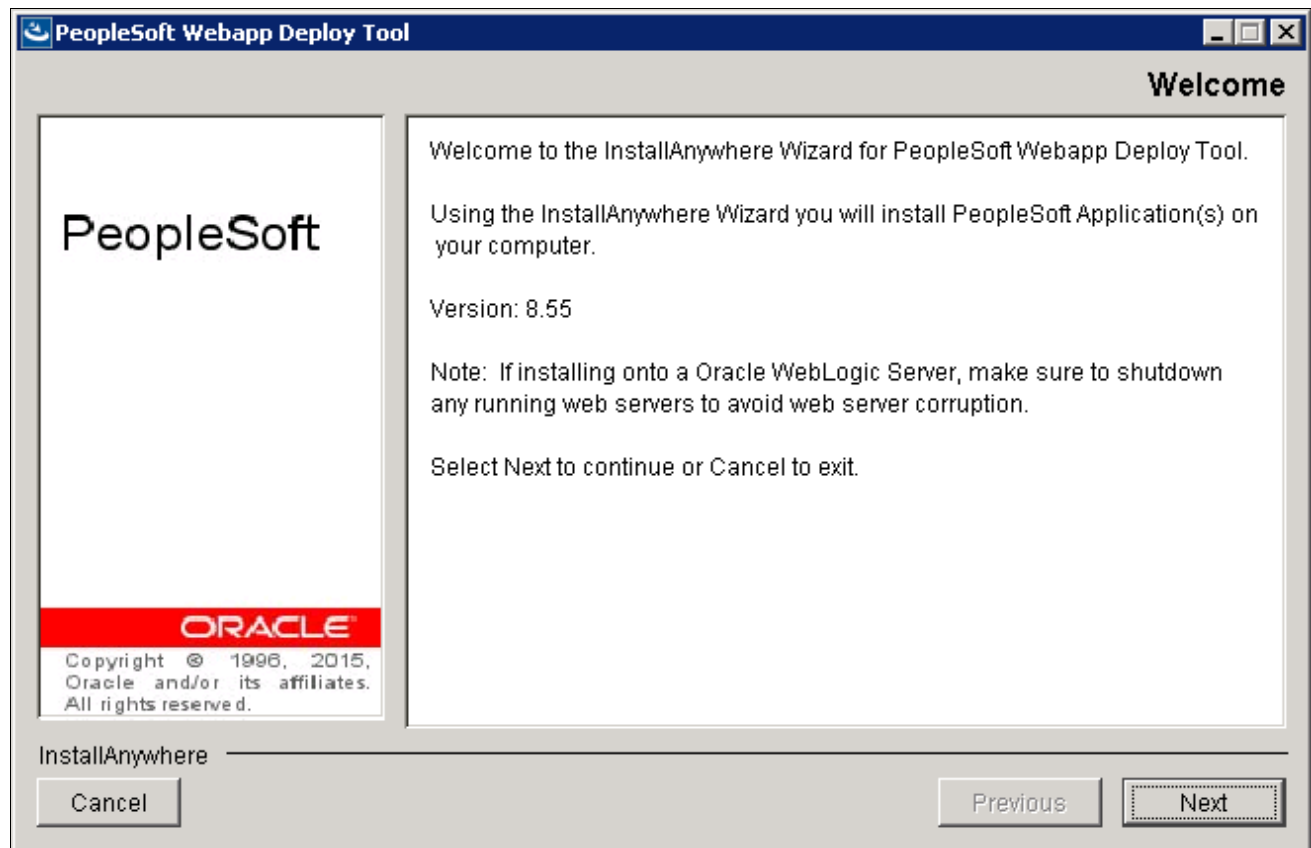 PeopleSoft Webapp Deploy Tool
Welcome
PeopleSoft
ORACLE
Copyright © 1996, 2015,
Oracle and/or its affiliates.
All rights reserved.
Welcome to the InstallAnywhere Wizard for PeopleSoft Webapp Deploy Tool.
Using the InstallAnywhere Wizard you will install PeopleSoft Application(s) on
your computer.
Version: 8.55
Note: If installing onto a Oracle WebLogic Server, make sure to shutdown
any running web servers to avoid web server corruption.
Select Next to continue or Cancel to exit.
InstallAnywhere
Cancel
Previous
Next